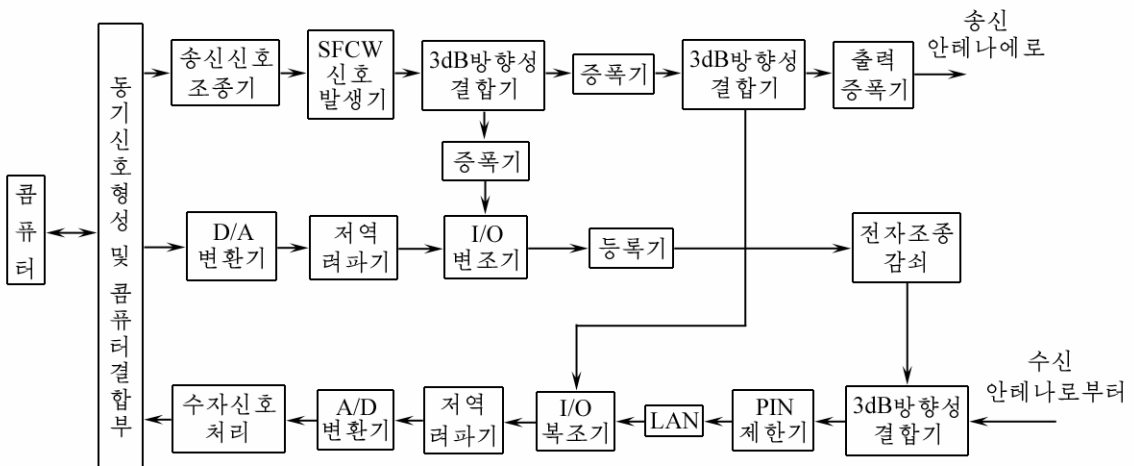 송신
안테나에로
송신신호
조종기
SFCW
신호
발생기
3dB방향성
결합기
증폭기
3dB방향성
결합기
출력
증폭기
증폭기
콤퓨터
동기신호형성 및 콤퓨터결합부
D/A
변환기
저역
려파기
I/O
변조기
등록기
전자조종
감쇠
수신
안테나로부터
수자신호
처리
A/D
변환기
저역
려파기
I/O
복조기
LAN
PIN
제한기
3dB방향성
결합기